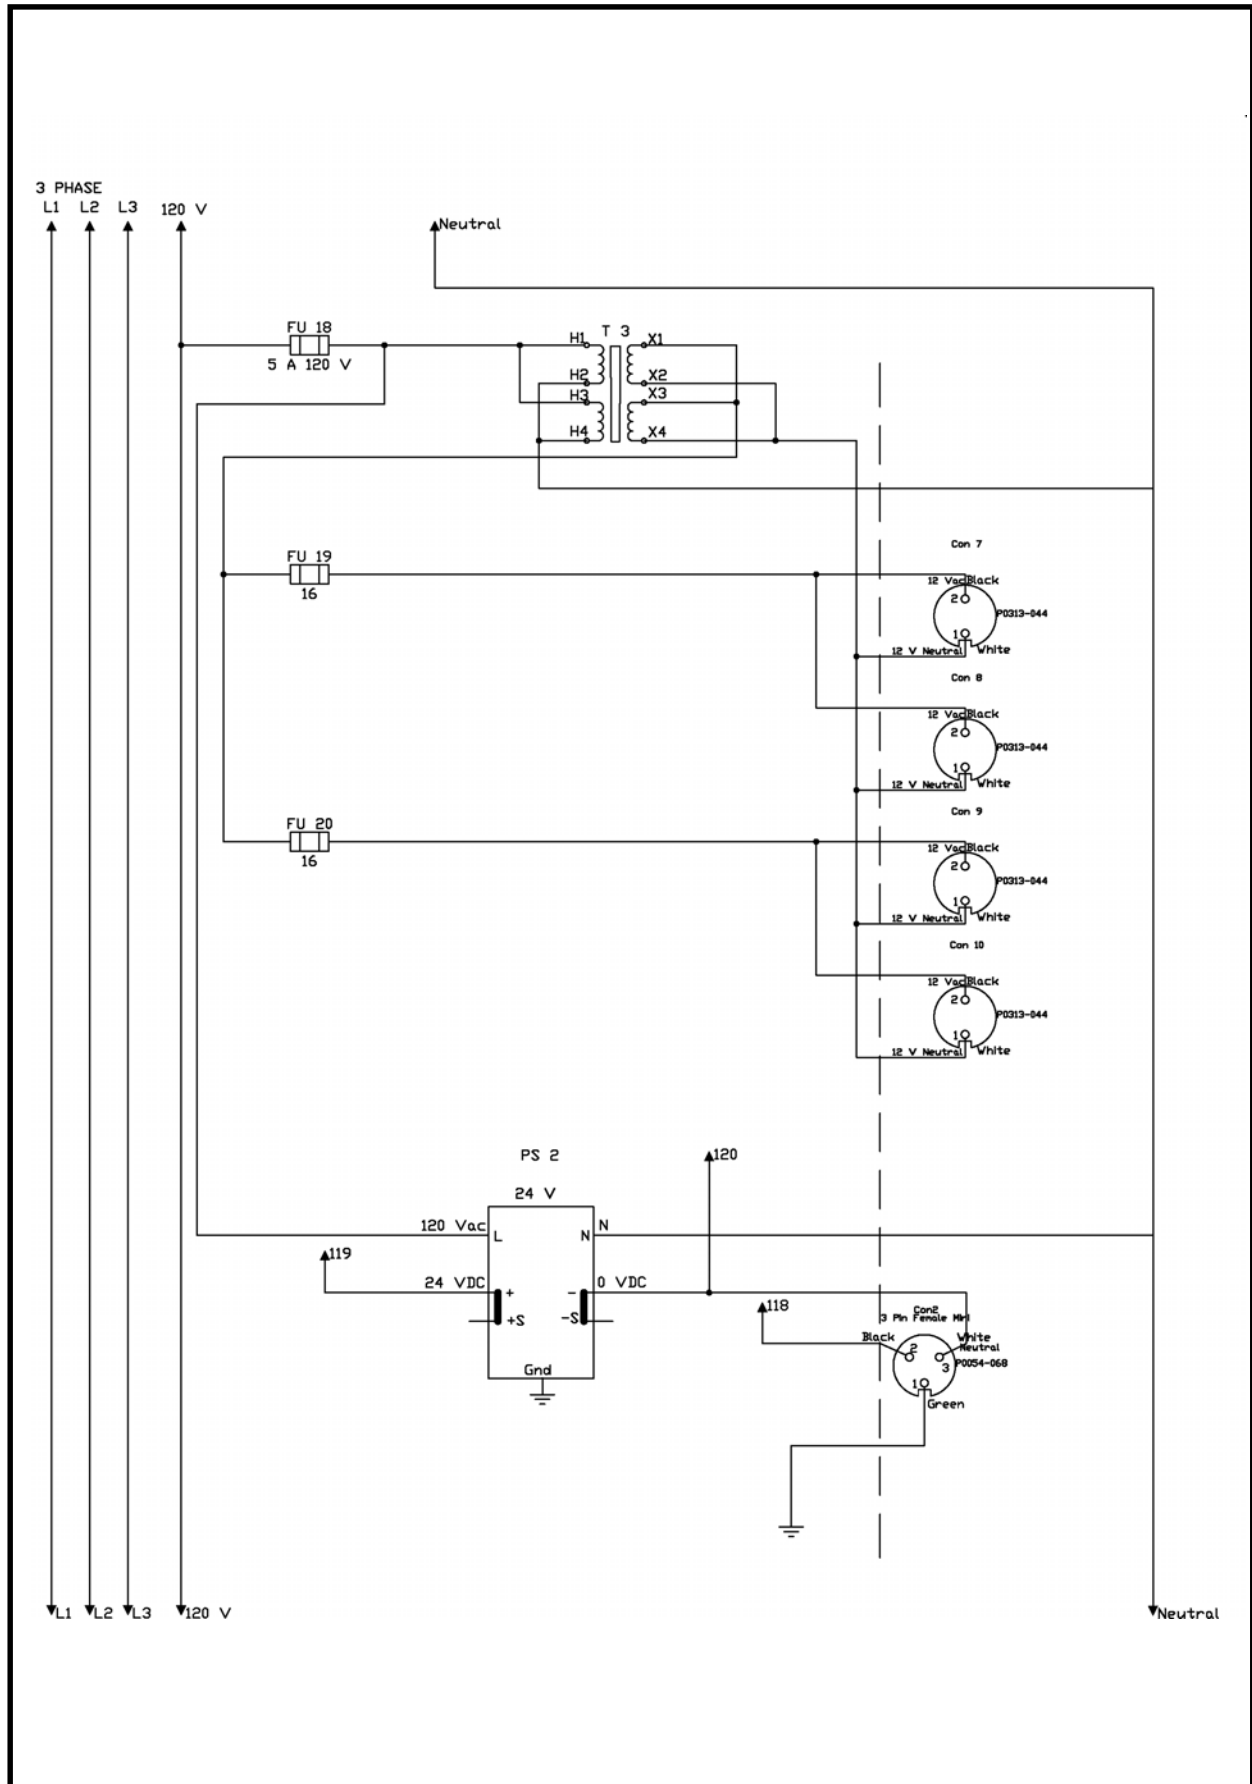 3 PHASE
L1 L2 L3 120 V
Neutral
FU 18
5 A 120 V
T 3
H1 X1
H2 X2
H3 X3
H4 X4
FU 19
16
Con 7
12 Vac Black
2
P0313-044
1
12 V Neutral White
Con 8
12 Vac Black
2
P0313-044
1
12 V Neutral White
Con 9
FU 20
16
12 Vac Black
2
P0313-044
1
12 V Neutral White
Con 10
12 Vac Black
2
P0313-044
1
12 V Neutral White
PS 2
120
24 V
120 Vac L N N
119
24 VDC + - 0 VDC
+S -S
118
Con2
3 Pin Female Mini
Black White
Neutral
2 3
P0054-068
Gnd
1
Green
L1 L2 L3 120 V Neutral